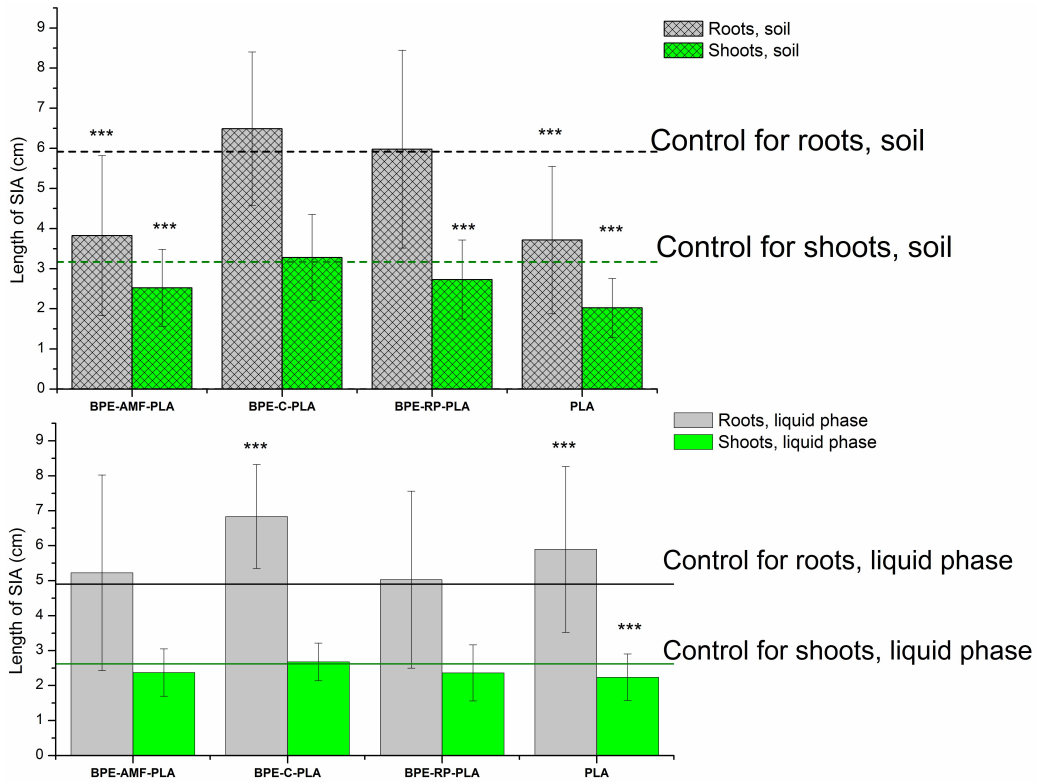 Roots, soil
Shoots, soil
9
8
7
6
5
4
3
2
1
0
Length of SIA (cm)
***
***
***
***
***
Control for roots, soil
Control for shoots, soil
BPE-AMF-PLA
BPE-C-PLA
BPE-RP-PLA
PLA
Roots, liquid phase
Shoots, liquid phase
9
8
7
6
5
4
3
2
1
0
Length of SIA (cm)
***
***
***
Control for roots, liquid phase
Control for shoots, liquid phase
BPE-AMF-PLA
BPE-C-PLA
BPE-RP-PLA
PLA